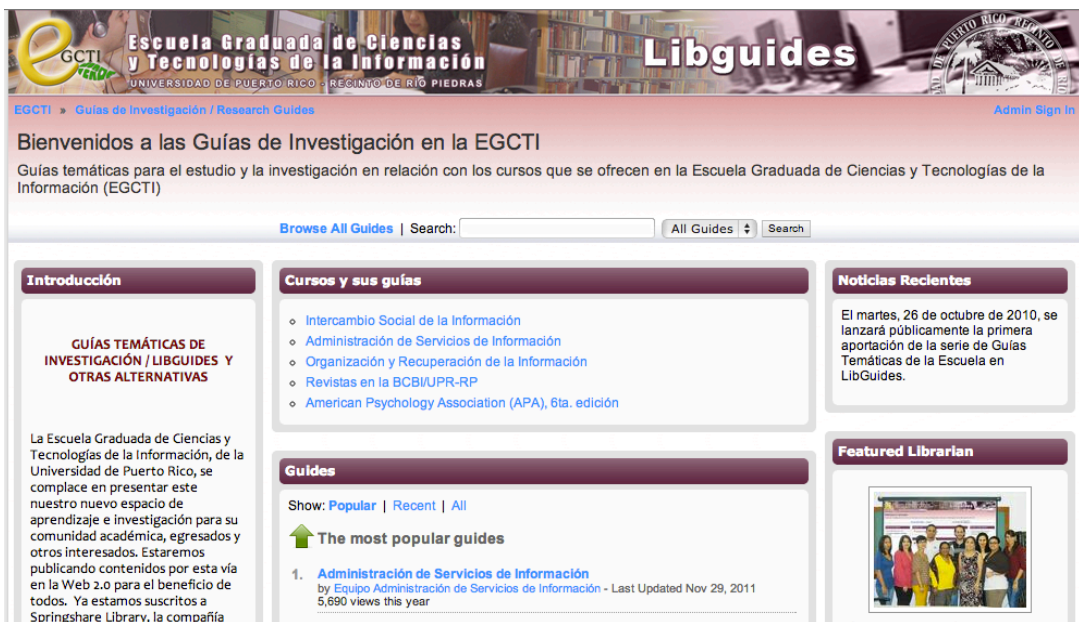 GCTI
VERDE
Escuela Graduada de Ciencias
y Tecnologías de la Información
UNIVERSIDAD DE PUERTO RICO - RECINTO DE RÍO PIEDRAS
Libguides
PUERTO RICO RECINTO DE RÍO
EGCTI » Guías de Investigación / Research Guides
Admin Sign In
Bienvenidos a las Guías de Investigación en la EGCTI
Guías temáticas para el estudio y la investigación en relación con los cursos que se ofrecen en la Escuela Graduada de Ciencias y Tecnologías de la
Información (EGCTI)
Browse All Guides | Search: All Guides Search
Introducción
GUÍAS TEMÁTICAS DE
INVESTIGACIÓN / LIBGUIDES Y
OTRAS ALTERNATIVAS
La Escuela Graduada de Ciencias y
Tecnologías de la Información, de la
Universidad de Puerto Rico, se
complace en presentar este
nuestro nuevo espacio de
aprendizaje e investigación para su
comunidad académica, egresados y
otros interesados. Estaremos
publicando contenidos por esta vía
en la Web 2.0 para el beneficio de
todos. Ya estamos suscritos a
Springshare Library, la compañía
Cursos y sus guías
Intercambio Social de la Información
Administración de Servicios de Información
Organización y Recuperación de la Información
Revistas en la BCBI/UPR-RP
American Psychology Association (APA), 6ta. edición
Guides
Show: Popular | Recent | All
The most popular guides
1. Administración de Servicios de Información
by Equipo Administración de Servicios de Información - Last Updated Nov 29, 2011
5,690 views this year
Noticias Recientes
El martes, 26 de octubre de 2010, se
lanzará públicamente la primera
aportación de la serie de Guías
Temáticas de la Escuela en
LibGuides.
Featured Librarian